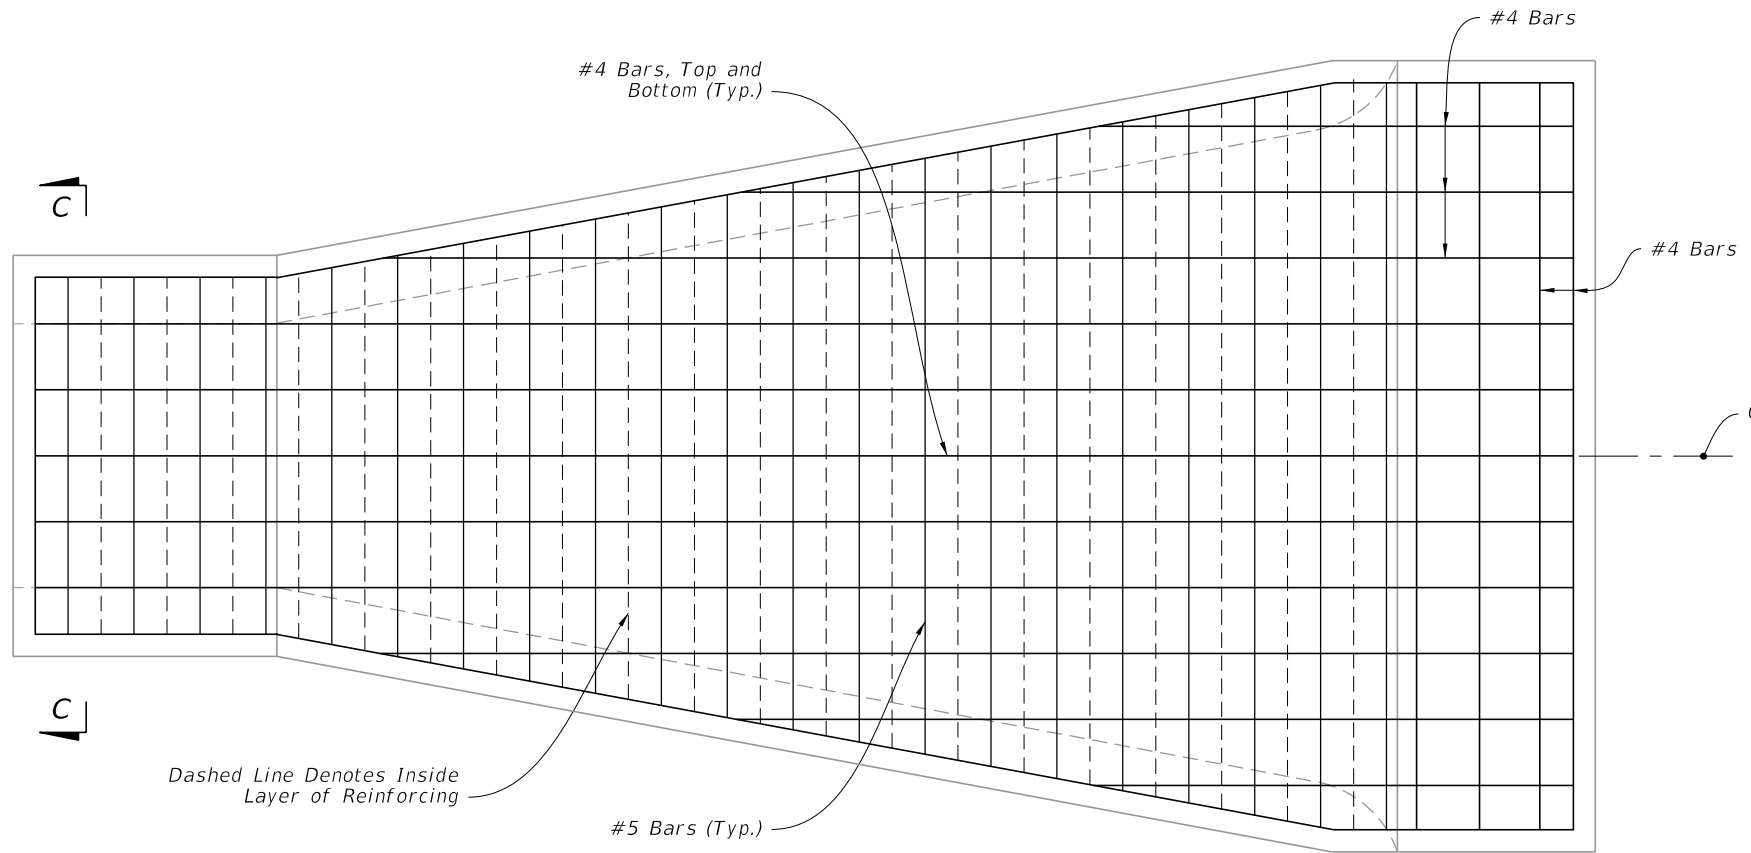 #4 Bars
#4 Bars, Top and
Bottom (Typ.)
C
#4 Bars
C
Dashed Line Denotes Inside
Layer of Reinforcing
#5 Bars (Typ.)